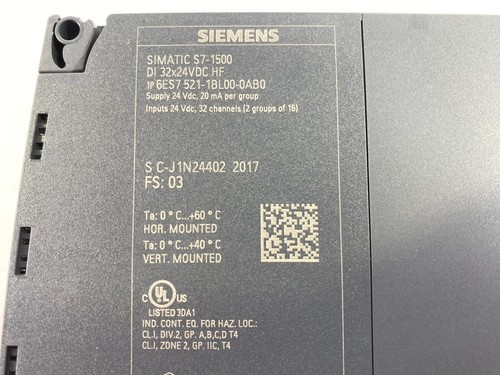 SIEMENS
SIMATIC S7-1500
DI 32x24VDC HF
1P 6ES7 521-1BL00-0AB0
Supply 24 Vdc, 20 mA per group
Inputs 24 Vdc, 32 channels (2 groups of 16)
S C-J1N24402 2017
FS: 03
Ta: 0 ° C...+60 ° C
HOR. MOUNTED
Ta: 0 ° C...+40 ° C
VERT. MOUNTED
C UL US
LISTED 3DA1
IND. CONT. EQ. FOR HAZ. LOC.:
CL.I, DIV.2, GP. A,B,C,D T4
CL.I, ZONE 2, GP. IIC, T4